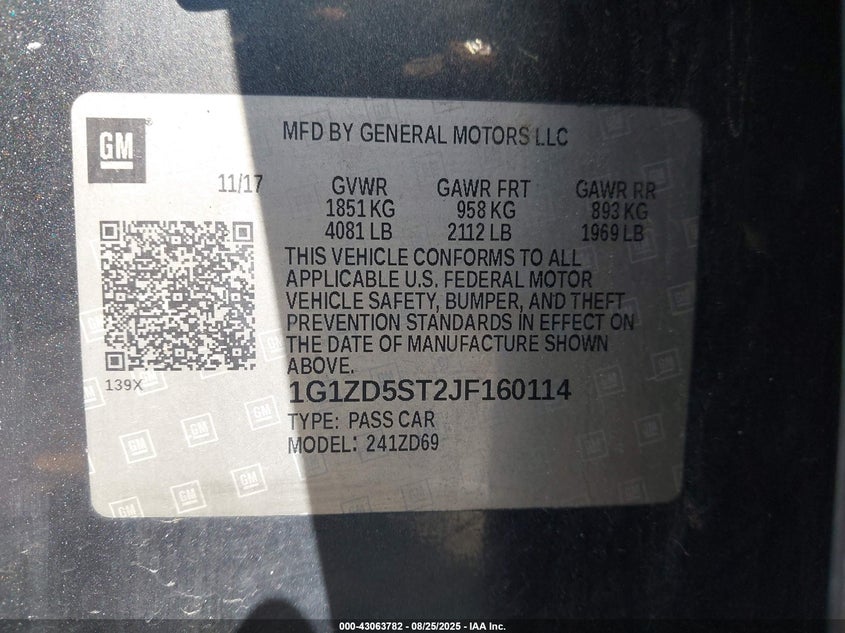 GM
MFD BY GENERAL MOTORS LLC
11/17
GVWR GAWR FRT GAWR RR
1851 KG 958 KG 893 KG
4081 LB 2112 LB 1969 LB
THIS VEHICLE CONFORMS TO ALL
APPLICABLE U.S. FEDERAL MOTOR
VEHICLE SAFETY, BUMPER, AND THEFT
PREVENTION STANDARDS IN EFFECT ON
THE DATE OF MANUFACTURE SHOWN
ABOVE.
139X
1G1ZD5ST2JF160114
TYPE: PASS CAR
MODEL: 241ZD69
000-43063782 - 08/25/2025 - IAA Inc.